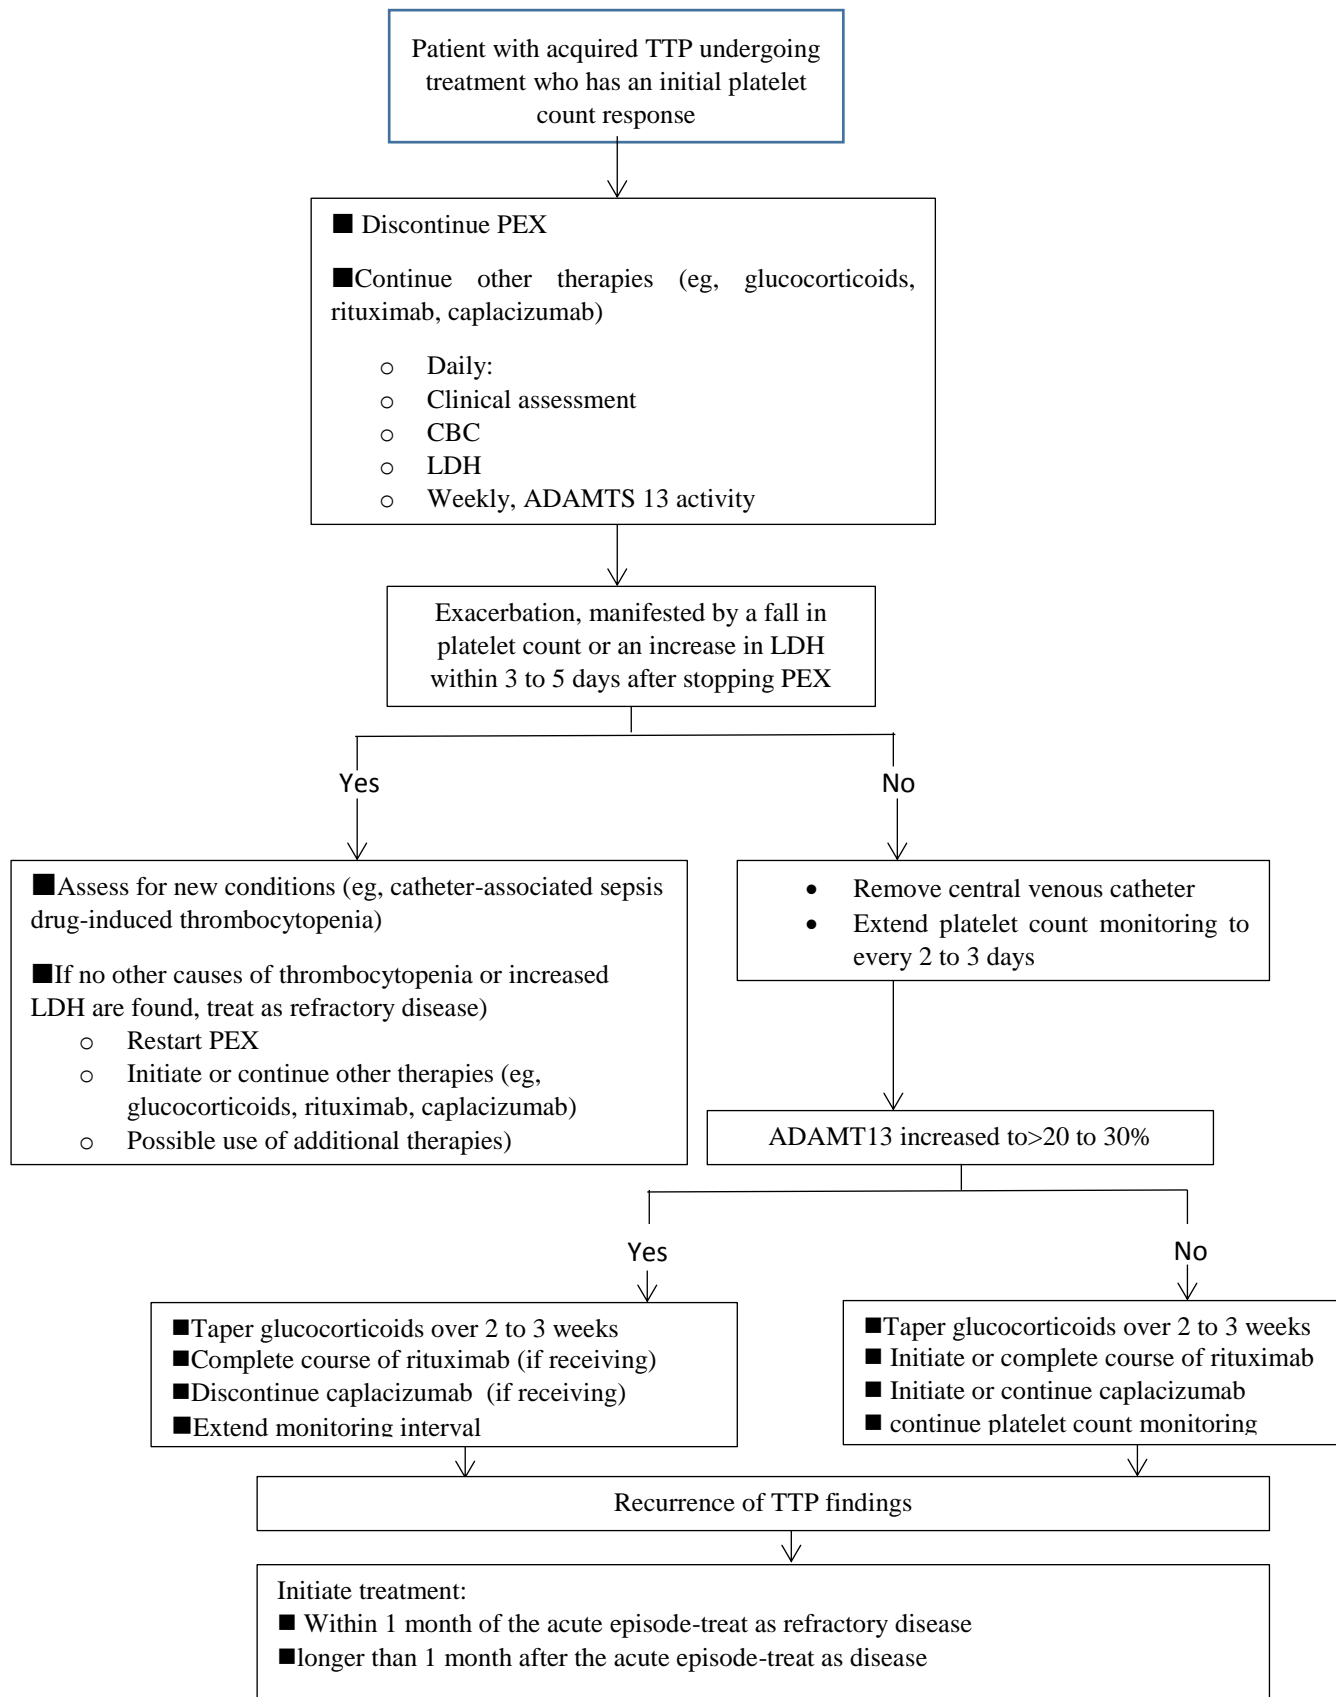 Patient with acquired TTP undergoing
treatment who has an initial platelet
count response
■ Discontinue PEX
■Continue other therapies (eg, glucocorticoids,
rituximab, caplacizumab)
o Daily:
o Clinical assessment
o CBC
o LDH
o Weekly, ADAMTS 13 activity
Exacerbation, manifested by a fall in
platelet count or an increase in LDH
within 3 to 5 days after stopping PEX
Yes
No
■Assess for new conditions (eg, catheter-associated sepsis
drug-induced thrombocytopenia)
■If no other causes of thrombocytopenia or increased
LDH are found, treat as refractory disease)
o Restart PEX
o Initiate or continue other therapies (eg,
glucocorticoids, rituximab, caplacizumab)
o Possible use of additional therapies)
• Remove central venous catheter
• Extend platelet count monitoring to
every 2 to 3 days
ADAMT13 increased to>20 to 30%
Yes
No
■Taper glucocorticoids over 2 to 3 weeks
■Complete course of rituximab (if receiving)
■Discontinue caplacizumab (if receiving)
■Extend monitoring interval
■Taper glucocorticoids over 2 to 3 weeks
■ Initiate or complete course of rituximab
■ Initiate or continue caplacizumab
■ continue platelet count monitoring
Recurrence of TTP findings
Initiate treatment:
■ Within 1 month of the acute episode-treat as refractory disease
■longer than 1 month after the acute episode-treat as disease